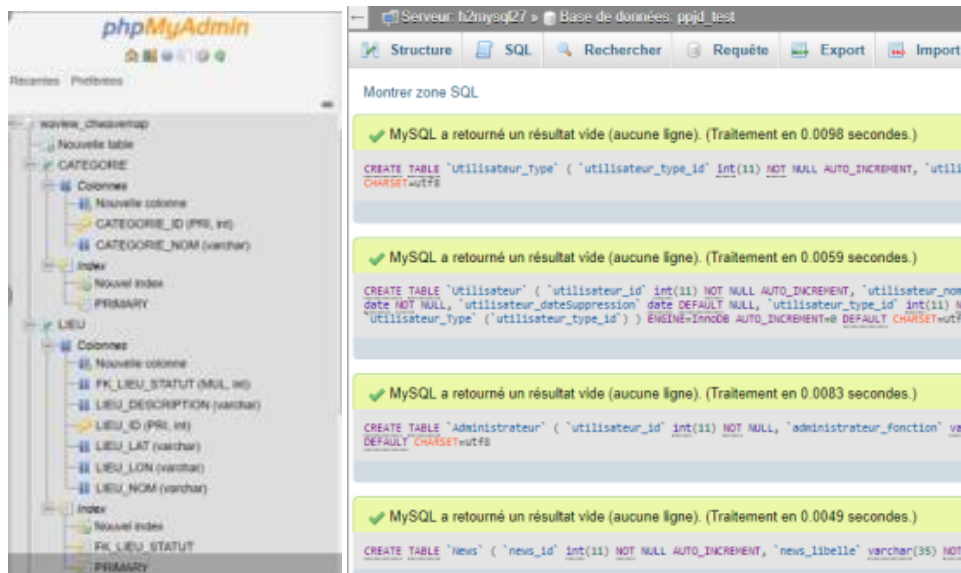 phpMyAdmin
Récentes Préférées
Nouvelle table
CATEGORIE
Colonnes
Nouvelle colonne
CATEGORIE_ID (PRI, int)
CATEGORIE_NOM (varchar)
Index
Nouvel index
PRIMARY
LIEU
Colonnes
Nouvelle colonne
FK_LIEU_STATUT (MUL, int)
LIEU_DESCRIPTION (varchar)
LIEU_ID (PRI, int)
LIEU_LAT (varchar)
LIEU_LON (varchar)
LIEU_NOM (varchar)
Index
Nouvel index
FK_LIEU_STATUT
PRIMARY
Serveur: h2mysql27 » Base de données: ppjd_test
Structure SQL Rechercher Requête Export Import
Montrer zone SQL
MySQL a retourné un résultat vide (aucune ligne). (Traitement en 0.0098 secondes.)
CREATE TABLE `Utilisateur_Type` ( `utilisateur_type_id` int(11) NOT NULL AUTO_INCREMENT, `utili
CHARSET=utf8
MySQL a retourné un résultat vide (aucune ligne). (Traitement en 0.0059 secondes.)
CREATE TABLE `Utilisateur` ( `utilisateur_id` int(11) NOT NULL AUTO_INCREMENT, `utilisateur_nom
date NOT NULL, `utilisateur_dateSuppression` date DEFAULT NULL, `utilisateur_type_id` int(11) N
`Utilisateur_Type` (`utilisateur_type_id`) ) ENGINE=InnoDB AUTO_INCREMENT=0 DEFAULT CHARSET=utf
MySQL a retourné un résultat vide (aucune ligne). (Traitement en 0.0083 secondes.)
CREATE TABLE `Administrateur` ( `utilisateur_id` int(11) NOT NULL, `administrateur_fonction` va
DEFAULT CHARSET=utf8
MySQL a retourné un résultat vide (aucune ligne). (Traitement en 0.0049 secondes.)
CREATE TABLE `News` ( `news_id` int(11) NOT NULL AUTO_INCREMENT, `news_libelle` varchar(35) NOT